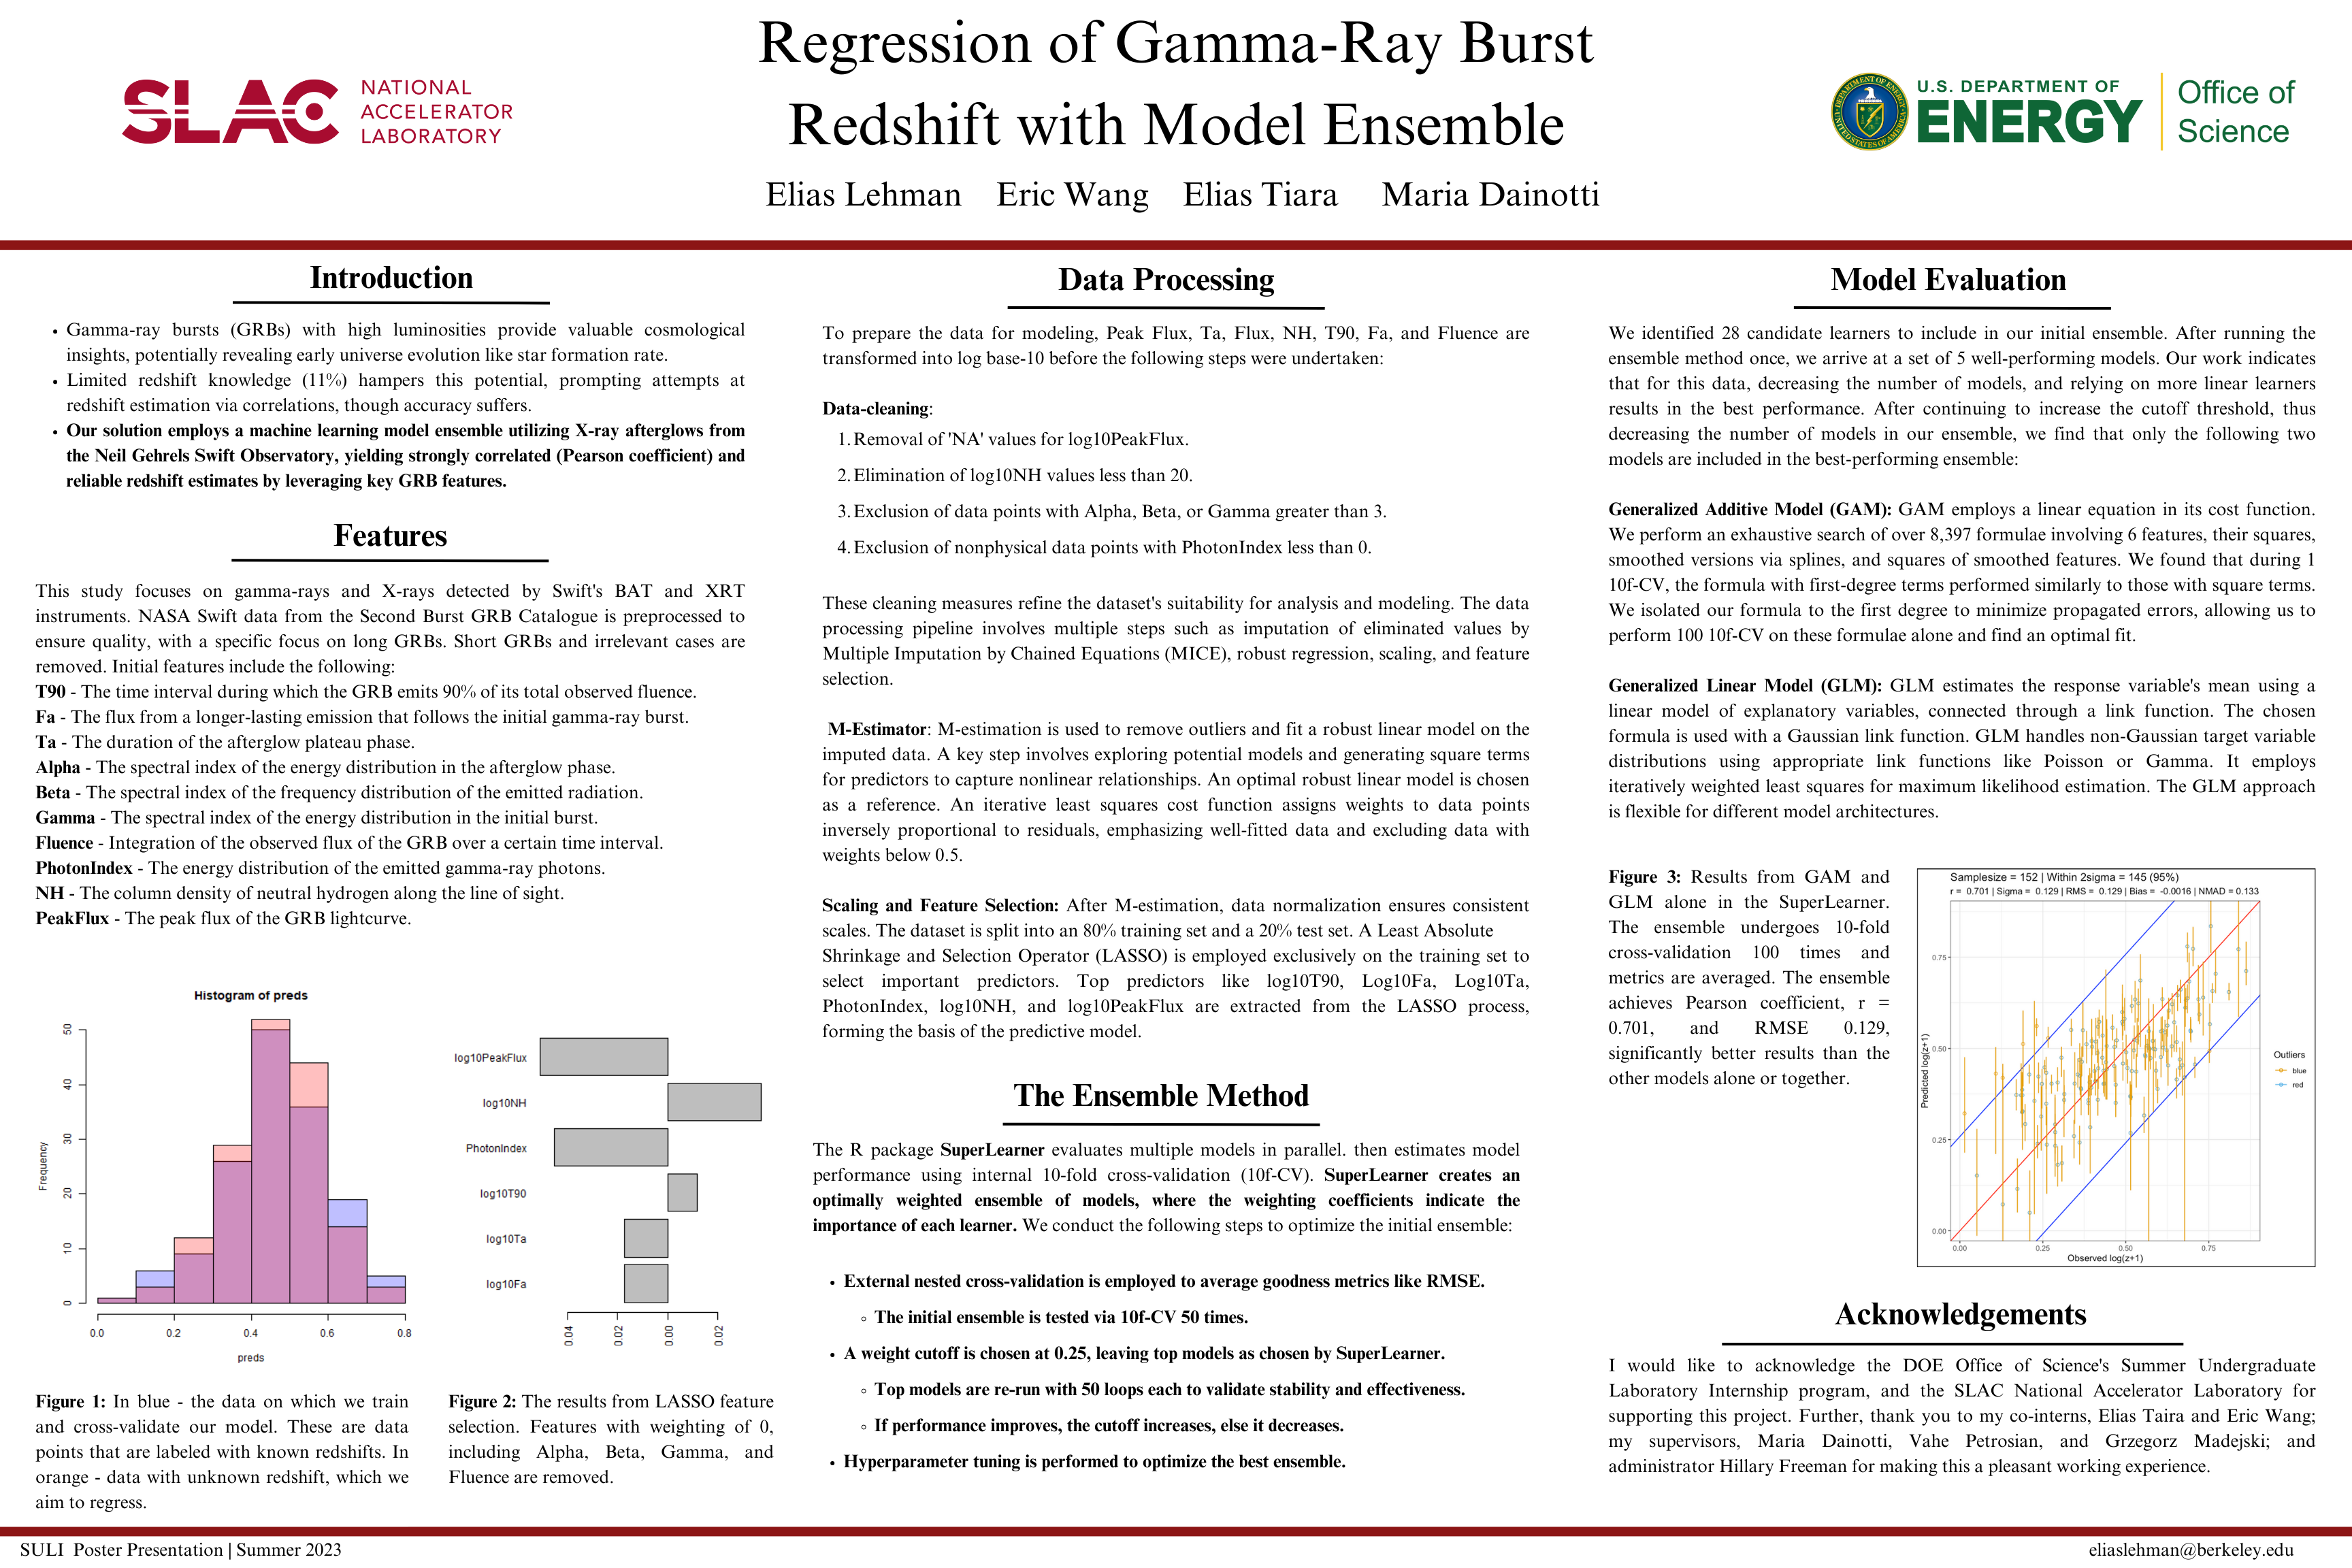 Regression of Gamma-Ray Burst
Redshift with Model Ensemble
SLAC NATIONAL
ACCELERATOR
LABORATORY
U.S. DEPARTMENT OF
ENERGY
Office of
Science
Elias Lehman Eric Wang Elias Tiara Maria Dainotti
Introduction
• Gamma-ray bursts (GRBs) with high luminosities provide valuable cosmological
insights, potentially revealing early universe evolution like star formation rate.
• Limited redshift knowledge (11%) hampers this potential, prompting attempts at
redshift estimation via correlations, though accuracy suffers.
• Our solution employs a machine learning model ensemble utilizing X-ray afterglows from
the Neil Gehrels Swift Observatory, yielding strongly correlated (Pearson coefficient) and
reliable redshift estimates by leveraging key GRB features.
Features
This study focuses on gamma-rays and X-rays detected by Swift's BAT and XRT
instruments. NASA Swift data from the Second Burst GRB Catalogue is preprocessed to
ensure quality, with a specific focus on long GRBs. Short GRBs and irrelevant cases are
removed. Initial features include the following:
T90 - The time interval during which the GRB emits 90% of its total observed fluence.
Fa - The flux from a longer-lasting emission that follows the initial gamma-ray burst.
Ta - The duration of the afterglow plateau phase.
Alpha - The spectral index of the energy distribution in the afterglow phase.
Beta - The spectral index of the frequency distribution of the emitted radiation.
Gamma - The spectral index of the energy distribution in the initial burst.
Fluence - Integration of the observed flux of the GRB over a certain time interval.
PhotonIndex - The energy distribution of the emitted gamma-ray photons.
NH - The column density of neutral hydrogen along the line of sight.
PeakFlux - The peak flux of the GRB lightcurve.
Histogram of preds
Frequency
50
40
30
20
10
0
0.0 0.2 0.4 0.6 0.8
preds
log10PeakFlux
log10NH
PhotonIndex
log10T90
log10Ta
log10Fa
0.04 0.02 0.00 0.02
Figure 1: In blue - the data on which we train
and cross-validate our model. These are data
points that are labeled with known redshifts. In
orange - data with unknown redshift, which we
aim to regress.
Figure 2: The results from LASSO feature
selection. Features with weighting of 0,
including Alpha, Beta, Gamma, and
Fluence are removed.
Data Processing
To prepare the data for modeling, Peak Flux, Ta, Flux, NH, T90, Fa, and Fluence are
transformed into log base-10 before the following steps were undertaken:
Data-cleaning:
1. Removal of 'NA' values for log10PeakFlux.
2. Elimination of log10NH values less than 20.
3. Exclusion of data points with Alpha, Beta, or Gamma greater than 3.
4. Exclusion of nonphysical data points with PhotonIndex less than 0.
These cleaning measures refine the dataset's suitability for analysis and modeling. The data
processing pipeline involves multiple steps such as imputation of eliminated values by
Multiple Imputation by Chained Equations (MICE), robust regression, scaling, and feature
selection.
M-Estimator: M-estimation is used to remove outliers and fit a robust linear model on the
imputed data. A key step involves exploring potential models and generating square terms
for predictors to capture nonlinear relationships. An optimal robust linear model is chosen
as a reference. An iterative least squares cost function assigns weights to data points
inversely proportional to residuals, emphasizing well-fitted data and excluding data with
weights below 0.5.
Scaling and Feature Selection: After M-estimation, data normalization ensures consistent
scales. The dataset is split into an 80% training set and a 20% test set. A Least Absolute
Shrinkage and Selection Operator (LASSO) is employed exclusively on the training set to
select important predictors. Top predictors like log10T90, Log10Fa, Log10Ta,
PhotonIndex, log10NH, and log10PeakFlux are extracted from the LASSO process,
forming the basis of the predictive model.
The Ensemble Method
The R package SuperLearner evaluates multiple models in parallel. then estimates model
performance using internal 10-fold cross-validation (10f-CV). SuperLearner creates an
optimally weighted ensemble of models, where the weighting coefficients indicate the
importance of each learner. We conduct the following steps to optimize the initial ensemble:
• External nested cross-validation is employed to average goodness metrics like RMSE.
◦ The initial ensemble is tested via 10f-CV 50 times.
• A weight cutoff is chosen at 0.25, leaving top models as chosen by SuperLearner.
◦ Top models are re-run with 50 loops each to validate stability and effectiveness.
◦ If performance improves, the cutoff increases, else it decreases.
• Hyperparameter tuning is performed to optimize the best ensemble.
Model Evaluation
We identified 28 candidate learners to include in our initial ensemble. After running the
ensemble method once, we arrive at a set of 5 well-performing models. Our work indicates
that for this data, decreasing the number of models, and relying on more linear learners
results in the best performance. After continuing to increase the cutoff threshold, thus
decreasing the number of models in our ensemble, we find that only the following two
models are included in the best-performing ensemble:
Generalized Additive Model (GAM): GAM employs a linear equation in its cost function.
We perform an exhaustive search of over 8,397 formulae involving 6 features, their squares,
smoothed versions via splines, and squares of smoothed features. We found that during 1
10f-CV, the formula with first-degree terms performed similarly to those with square terms.
We isolated our formula to the first degree to minimize propagated errors, allowing us to
perform 100 10f-CV on these formulae alone and find an optimal fit.
Generalized Linear Model (GLM): GLM estimates the response variable's mean using a
linear model of explanatory variables, connected through a link function. The chosen
formula is used with a Gaussian link function. GLM handles non-Gaussian target variable
distributions using appropriate link functions like Poisson or Gamma. It employs
iteratively weighted least squares for maximum likelihood estimation. The GLM approach
is flexible for different model architectures.
Figure 3: Results from GAM and
GLM alone in the SuperLearner.
The ensemble undergoes 10-fold
cross-validation 100 times and
metrics are averaged. The ensemble
achieves Pearson coefficient, r =
0.701, and RMSE 0.129,
significantly better results than the
other models alone or together.
Samplesize = 152 | Within 2sigma = 145 (95%)
r = 0.701 | Sigma = 0.129 | RMS = 0.129 | Bias = -0.0016 | NMAD = 0.133
Predicted log(z+1)
0.75
0.50
0.25
0.00
0.00 0.25 0.50 0.75
Observed log(z+1)
Outliers
blue
red
Acknowledgements
I would like to acknowledge the DOE Office of Science's Summer Undergraduate
Laboratory Internship program, and the SLAC National Accelerator Laboratory for
supporting this project. Further, thank you to my co-interns, Elias Taira and Eric Wang;
my supervisors, Maria Dainotti, Vahe Petrosian, and Grzegorz Madejski; and
administrator Hillary Freeman for making this a pleasant working experience.
SULI Poster Presentation | Summer 2023
eliaslehman@berkeley.edu